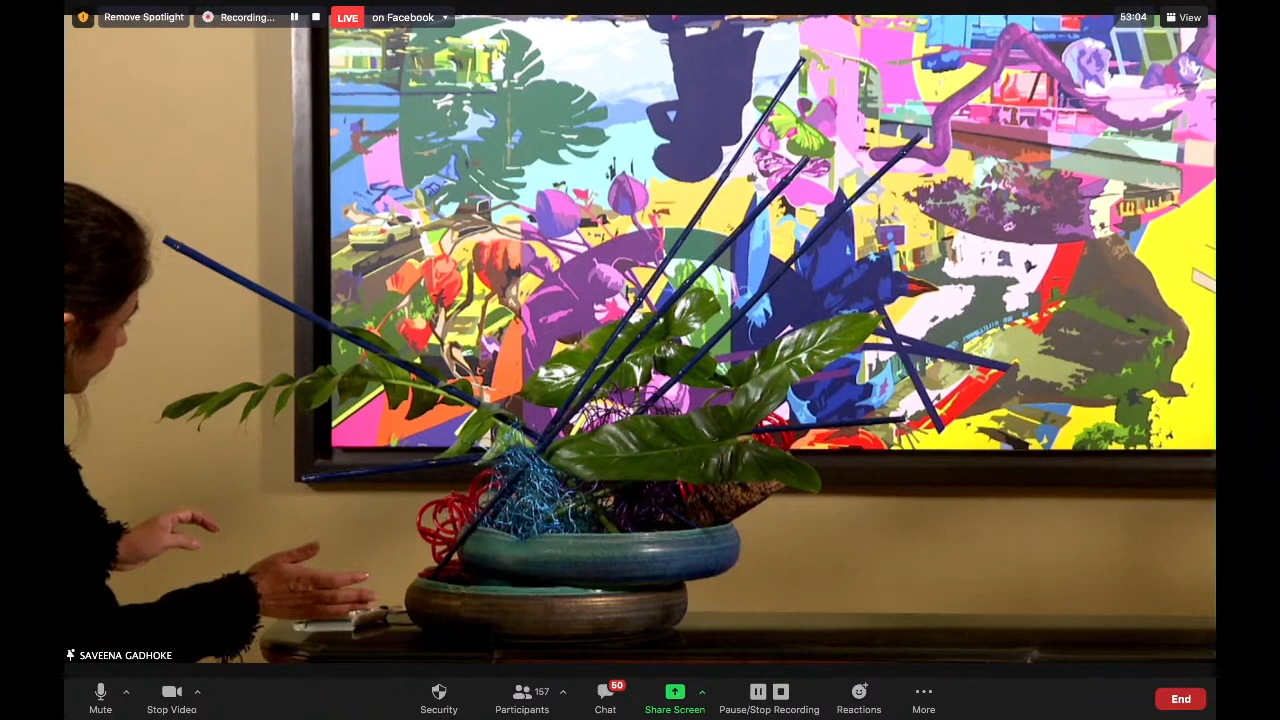 Remove Spotlight
Recording...
LIVE on Facebook
53:04
View
SAVEENA GADHOKE
Mute
Stop Video
Security
157
Participants
50
Chat
Share Screen
Pause/Stop Recording
Reactions
More
End